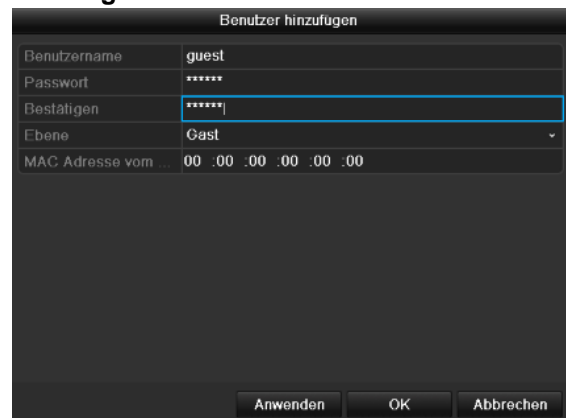 Benutzer hinzufügen
Benutzername guest
Passwort ******
Bestätigen ******
Ebene Gast
MAC Adresse vom ... 00 :00 :00 :00 :00 :00
Anwenden OK Abbrechen